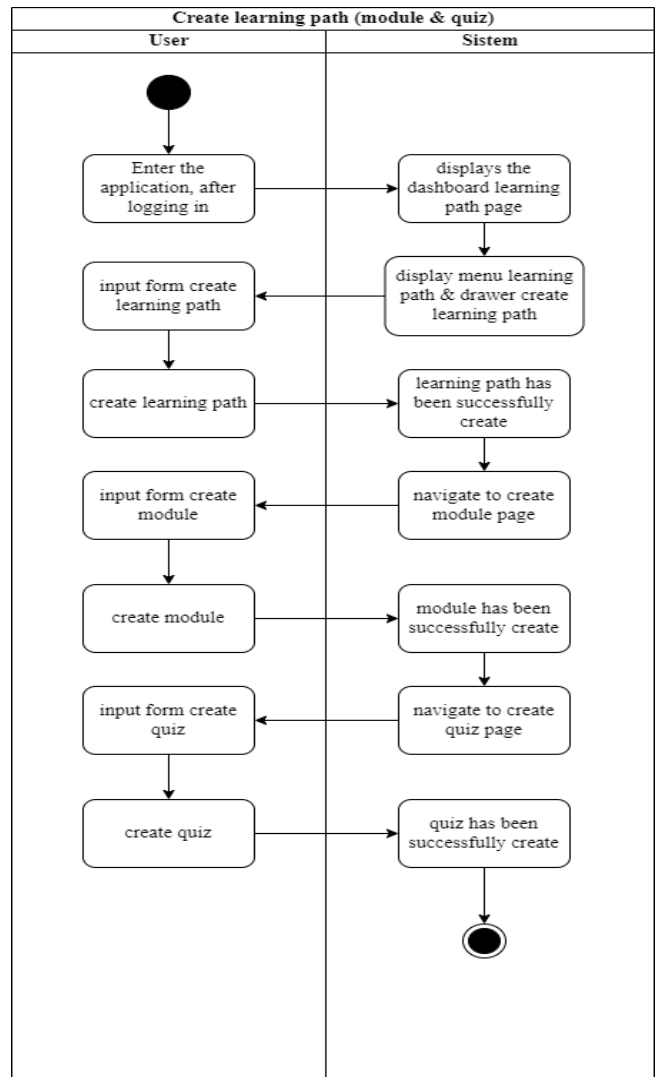 Create learning path (module & quiz)
User
Sistem
Enter the
application, after
logging in
displays the
dashboard learning
path page
display menu learning
path & drawer create
learning path
input form create
learning path
create learning path
learning path has
been successfully
create
navigate to create
module page
input form create
module
create module
module has been
successfully create
navigate to create
quiz page
input form create
quiz
create quiz
quiz has been
successfully create